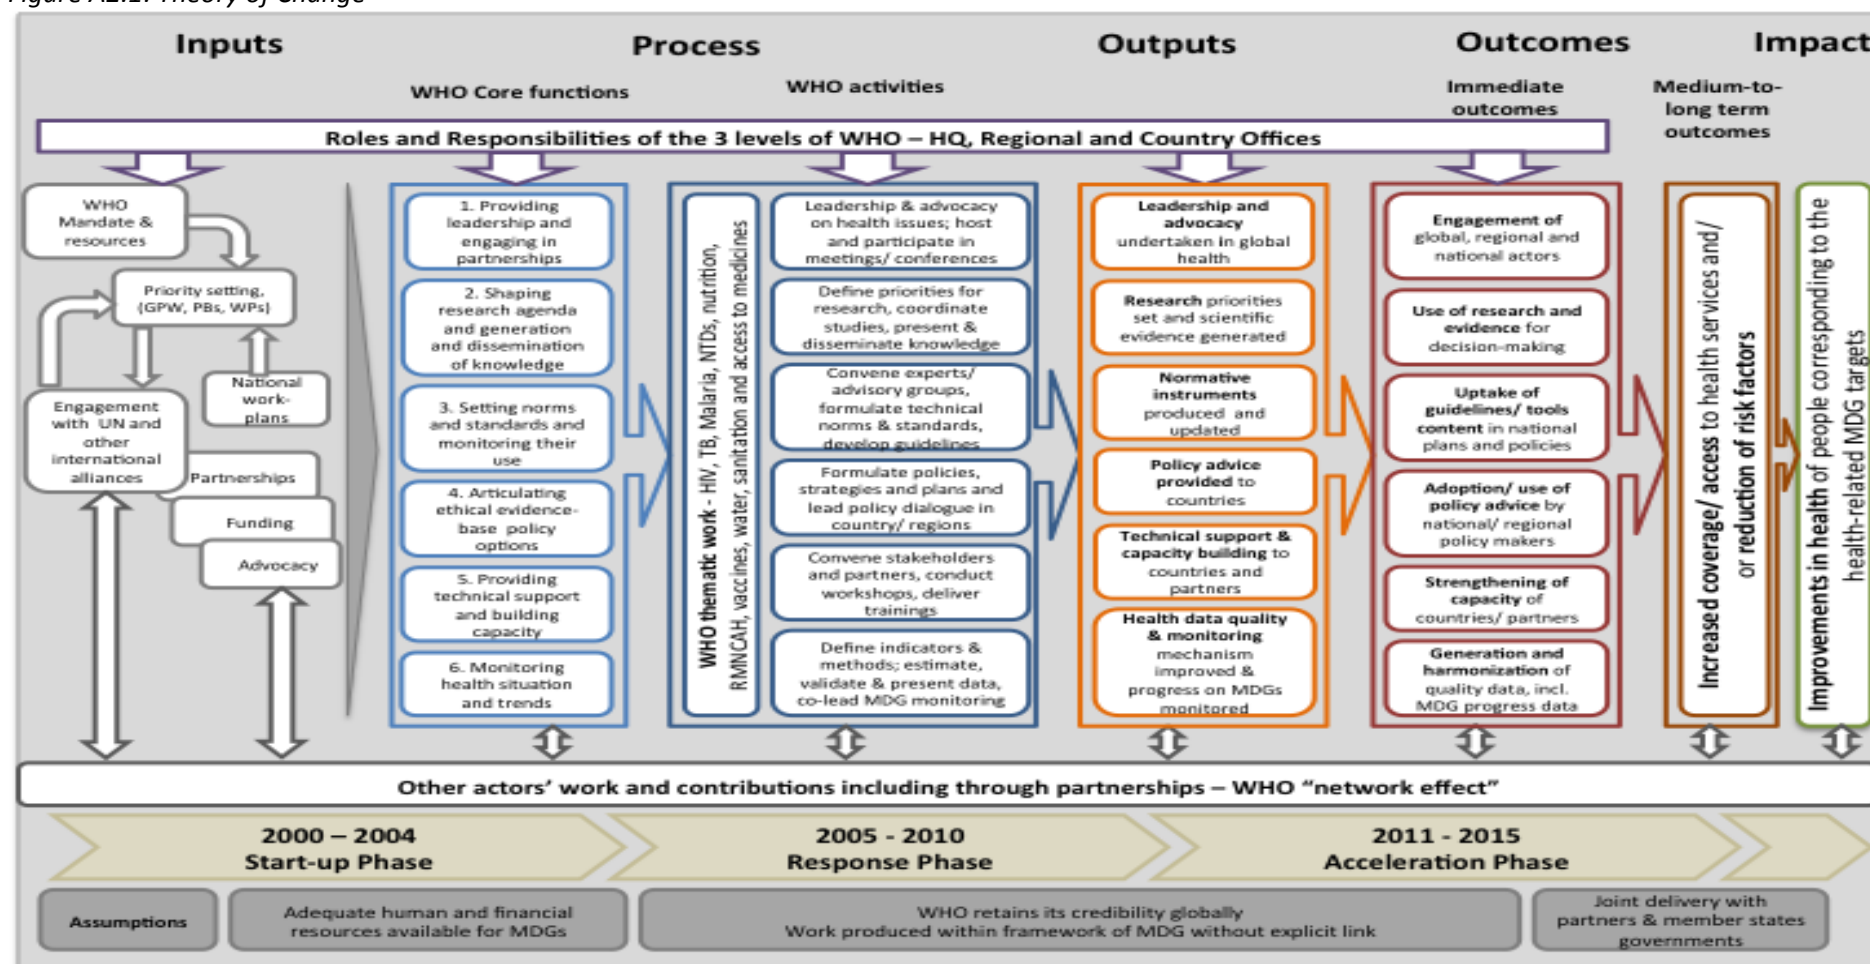 Figure A2.1: Theory of Change
Inputs
Process
Outputs
Outcomes
Impact
WHO Core functions
WHO activities
Immediate
outcomes
Medium-to-
long term
outcomes
Roles and Responsibilities of the 3 levels of WHO – HQ, Regional and Country Offices
WHO
Mandate &
resources
Priority setting,
(GPW, PBs, WPs)
National
work-
plans
Engagement
with UN and
other
international
alliances
Partnerships
Funding
Advocacy
1. Providing
leadership and
engaging in
partnerships
2. Shaping
research agenda
and generation
and dissemination
of knowledge
3. Setting norms
and standards and
monitoring their
use
4. Articulating
ethical evidence-
base policy
options
5. Providing
technical support
and building
capacity
6. Monitoring
health situation
and trends
WHO thematic work - HIV, TB, Malaria, NTDs, nutrition,
RMNCAH, vaccines, water, sanitation and access to medicines
Leadership & advocacy
on health issues; host
and participate in
meetings/ conferences
Define priorities for
research, coordinate
studies, present &
disseminate knowledge
Convene experts/
advisory groups,
formulate technical
norms & standards,
develop guidelines
Formulate policies,
strategies and plans and
lead policy dialogue in
country/ regions
Convene stakeholders
and partners, conduct
workshops, deliver
trainings
Define indicators &
methods; estimate,
validate & present data,
co-lead MDG monitoring
Leadership and
advocacy
undertaken in global
health
Research priorities
set and scientific
evidence generated
Normative
instruments
produced and
updated
Policy advice
provided to
countries
Technical support &
capacity building to
countries and
partners
Health data quality
& monitoring
mechanism
improved &
progress on MDGs
monitored
Engagement of
global, regional and
national actors
Use of research and
evidence for
decision-making
Uptake of
guidelines/ tools
content in national
plans and policies
Adoption/ use of
policy advice by
national/ regional
policy makers
Strengthening of
capacity of
countries/ partners
Generation and
harmonization of
quality data, incl.
MDG progress data
Increased coverage/ access to health services and/
or reduction of risk factors
Improvements in health of people corresponding to the
health-related MDG targets
Other actors' work and contributions including through partnerships – WHO "network effect"
2000 – 2004
Start-up Phase
2005 - 2010
Response Phase
2011 - 2015
Acceleration Phase
Assumptions
Adequate human and financial
resources available for MDGs
WHO retains its credibility globally
Work produced within framework of MDG without explicit link
Joint delivery with
partners & member states
governments